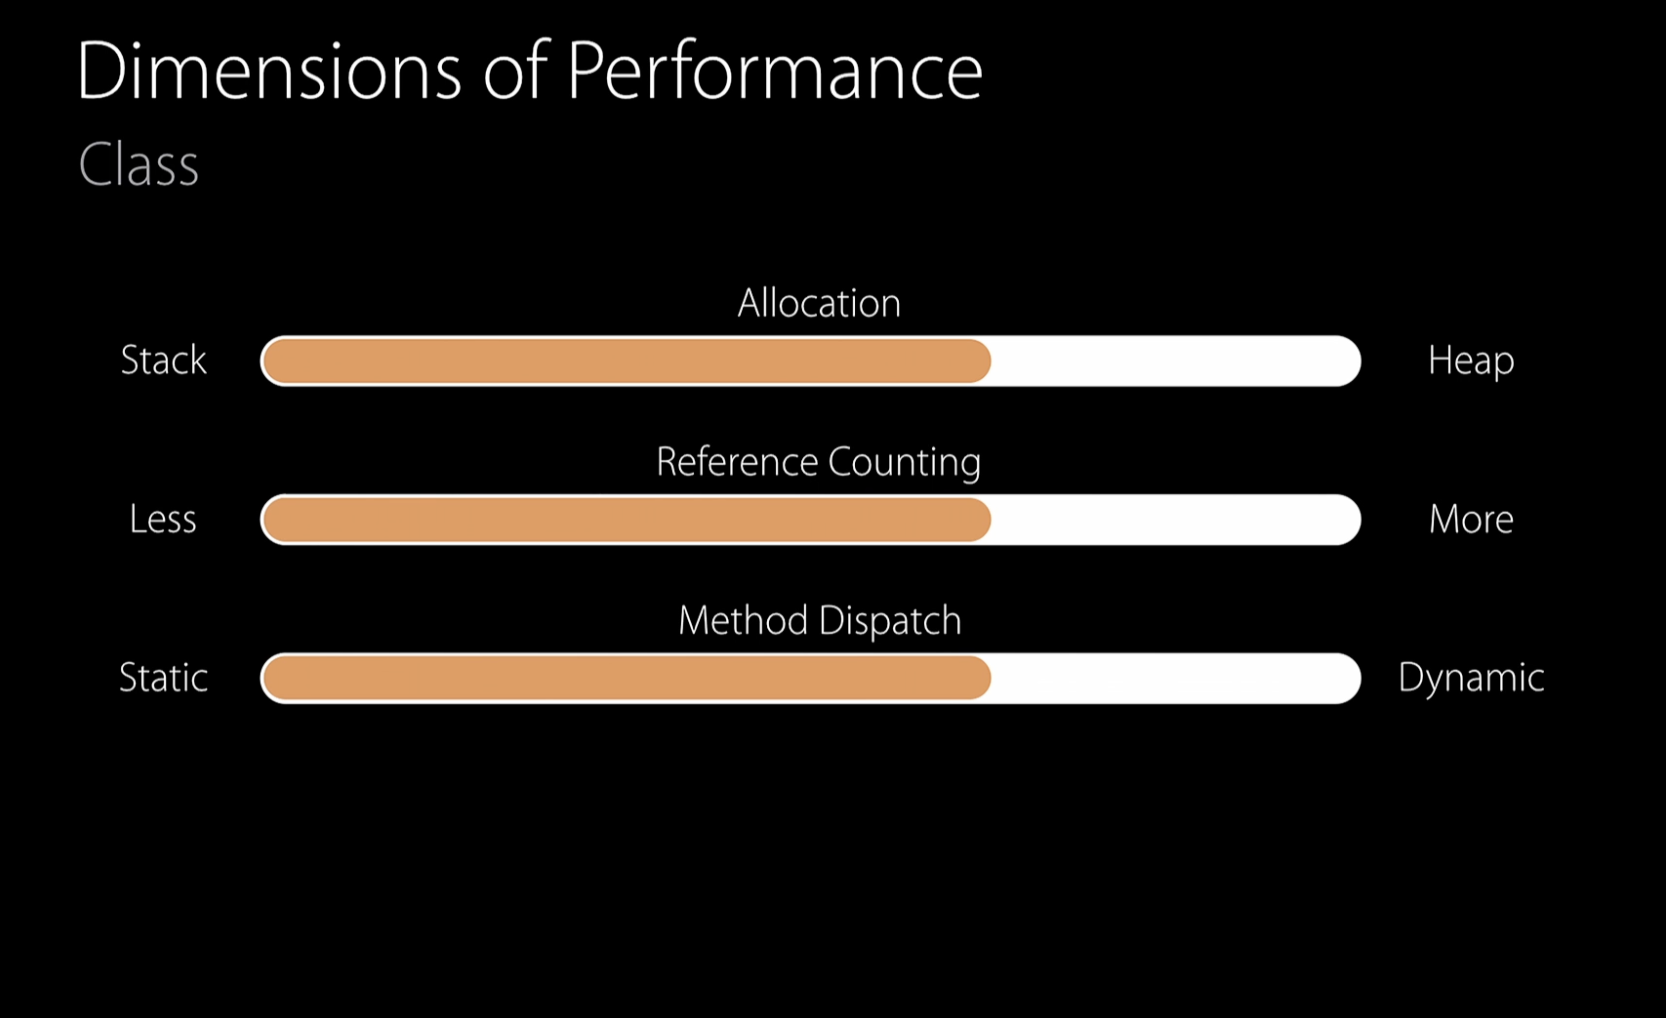 Dimensions of Performance
Class
Allocation
Stack
Heap
Reference Counting
Less
More
Method Dispatch
Static
Dynamic